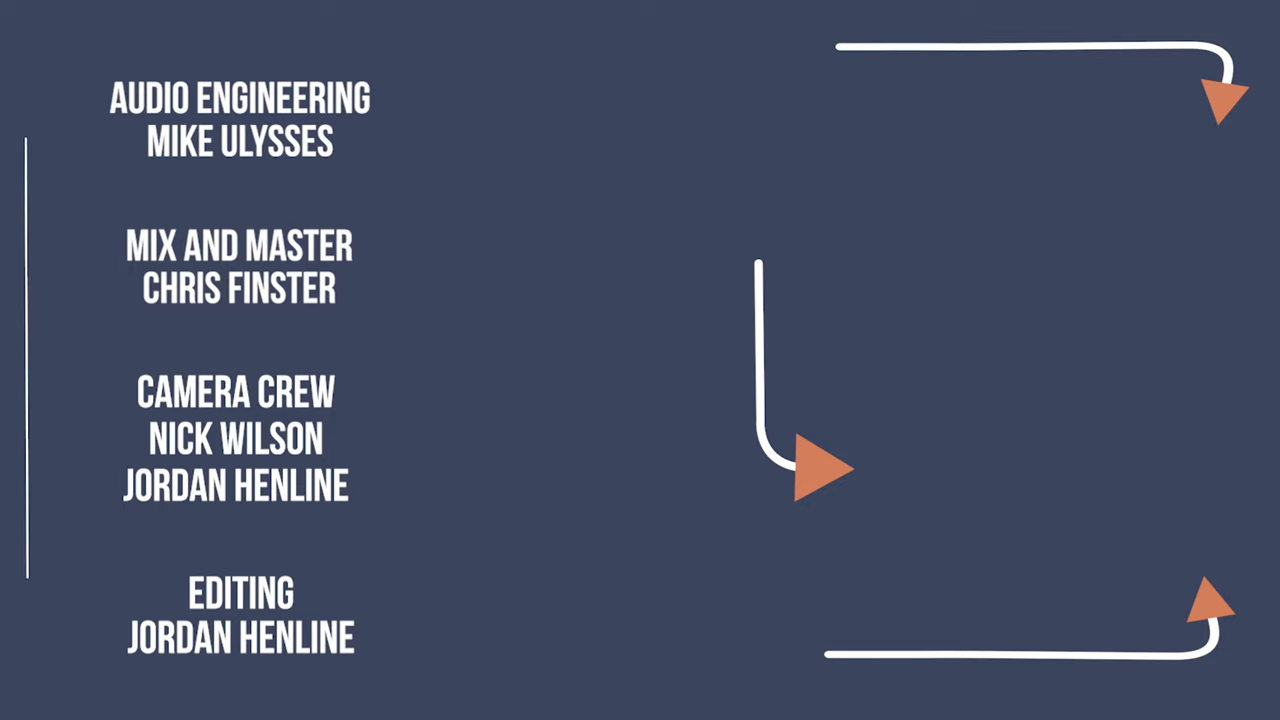 AUDIO ENGINEERING
MIKE ULYSSES
MIX AND MASTER
CHRIS FINSTER
CAMERA CREW
NICK WILSON
JORDAN HENLINE
EDITING
JORDAN HENLINE